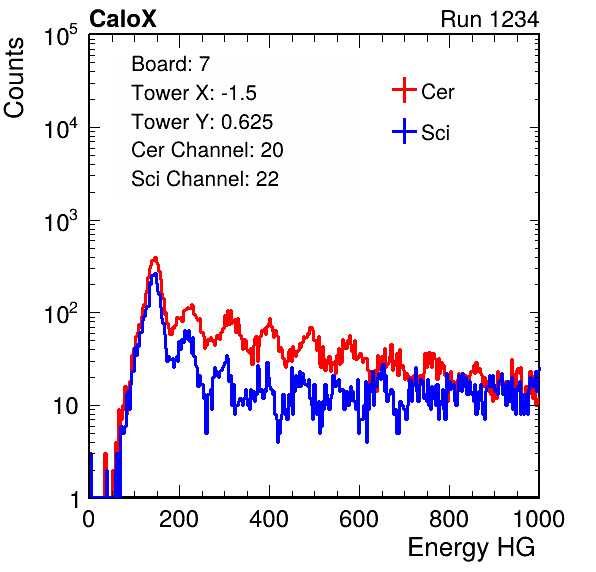 CaloX Run 1234
Counts
10^5
10^4
10^3
10^2
10
1
Board: 7
Tower X: -1.5
Tower Y: 0.625
Cer Channel: 20
Sci Channel: 22
Cer
Sci
0 200 400 600 800 1000
Energy HG